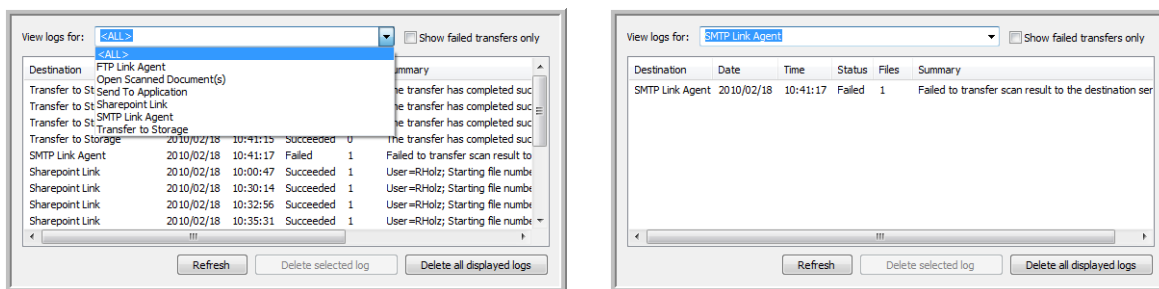 View logs for: <ALL> Show failed transfers only
<ALL>
FTP Link Agent
Open Scanned Document(s)
Send To Application
Sharepoint Link
SMTP Link Agent
Transfer to Storage
Destination ummary
Transfer to St he transfer has completed suc
Transfer to St he transfer has completed suc
Transfer to St he transfer has completed suc
Transfer to Storage 2010/02/18 10:41:15 Succeeded 0 The transfer has completed suc
SMTP Link Agent 2010/02/18 10:41:17 Failed 1 Failed to transfer scan result to
Sharepoint Link 2010/02/18 10:00:47 Succeeded 1 User=RHolz; Starting file numbe
Sharepoint Link 2010/02/18 10:30:14 Succeeded 1 User=RHolz; Starting file numbe
Sharepoint Link 2010/02/18 10:32:56 Succeeded 1 User=RHolz; Starting file numbe
Sharepoint Link 2010/02/18 10:35:31 Succeeded 1 User=RHolz; Starting file numbe
Refresh Delete selected log Delete all displayed logs
View logs for: SMTP Link Agent Show failed transfers only
Destination Date Time Status Files Summary
SMTP Link Agent 2010/02/18 10:41:17 Failed 1 Failed to transfer scan result to the destination ser
Refresh Delete selected log Delete all displayed logs